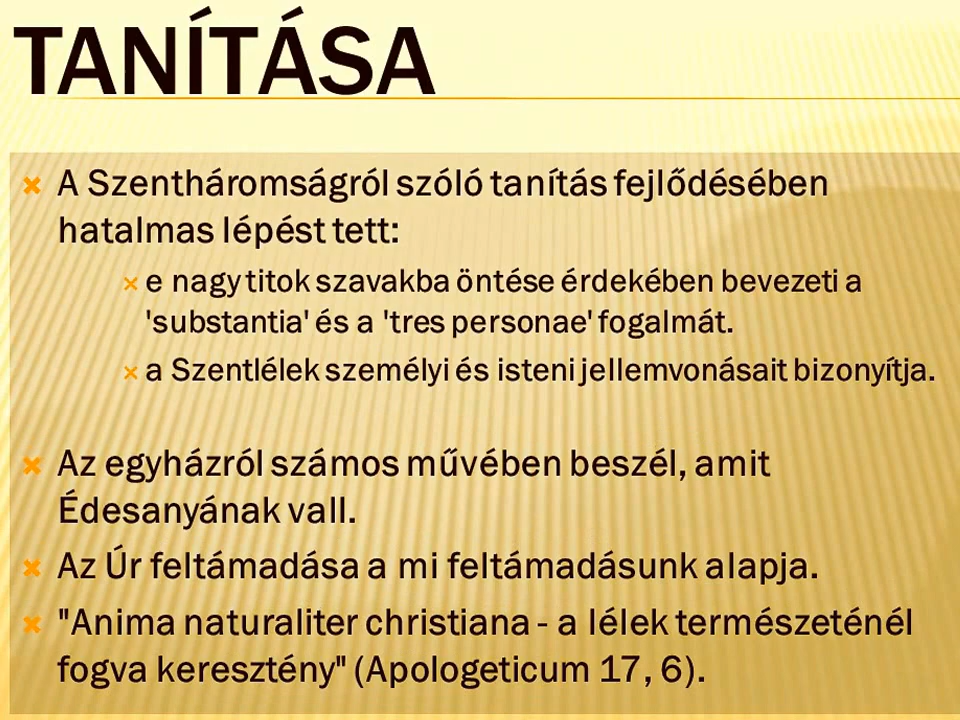 TANÍTÁSA
A Szentháromságról szóló tanítás fejlődésében
hatalmas lépést tett:
e nagy titok szavakba öntése érdekében bevezeti a
'substantia' és a 'tres personae' fogalmát.
a Szentlélek személyi és isteni jellemvonásait bizonyítja.
Az egyházról számos művében beszél, amit
Édesanyának vall.
Az Úr feltámadása a mi feltámadásunk alapja.
"Anima naturaliter christiana - a lélek természeténél
fogva keresztény" (Apologeticum 17, 6).